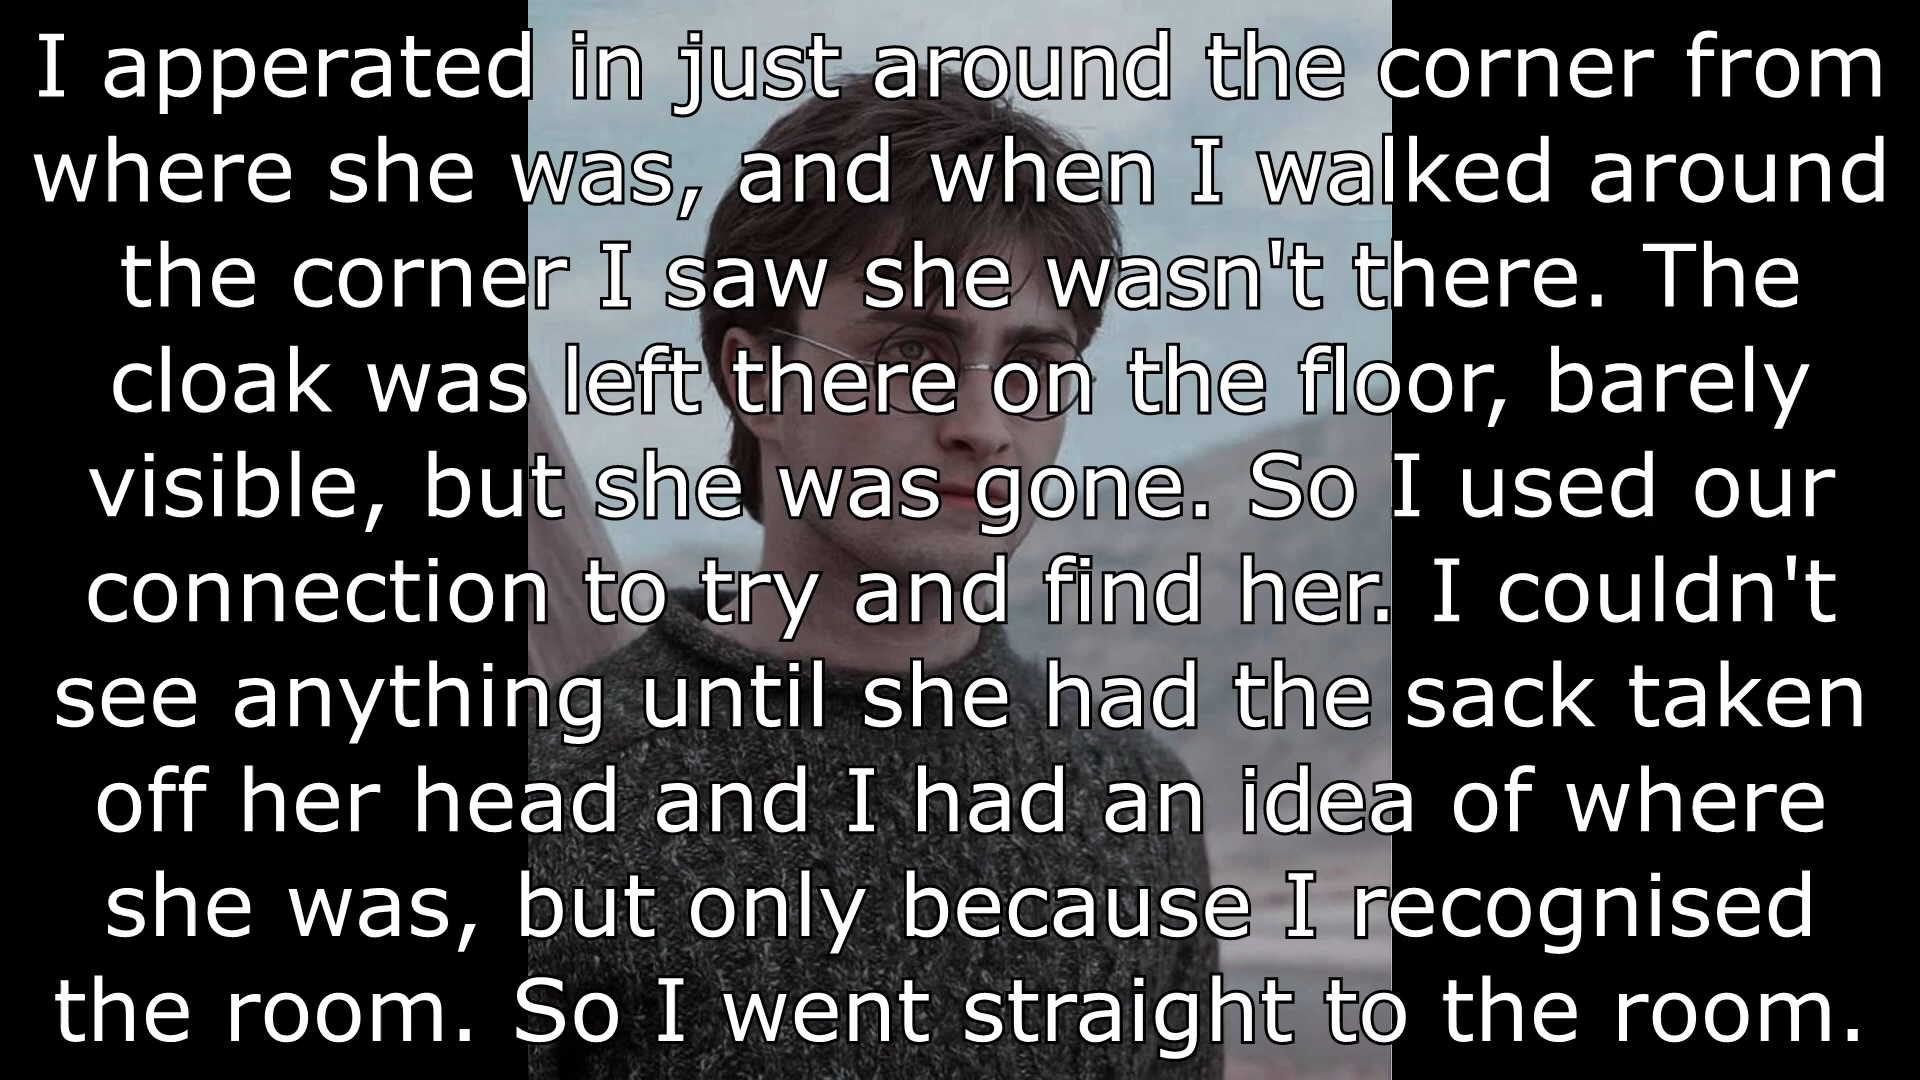 I apperated in just around the corner from
where she was, and when I walked around
the corner I saw she wasn't there. The
cloak was left there on the floor, barely
visible, but she was gone. So I used our
connection to try and find her. I couldn't
see anything until she had the sack taken
off her head and I had an idea of where
she was, but only because I recognised
the room. So I went straight to the room.